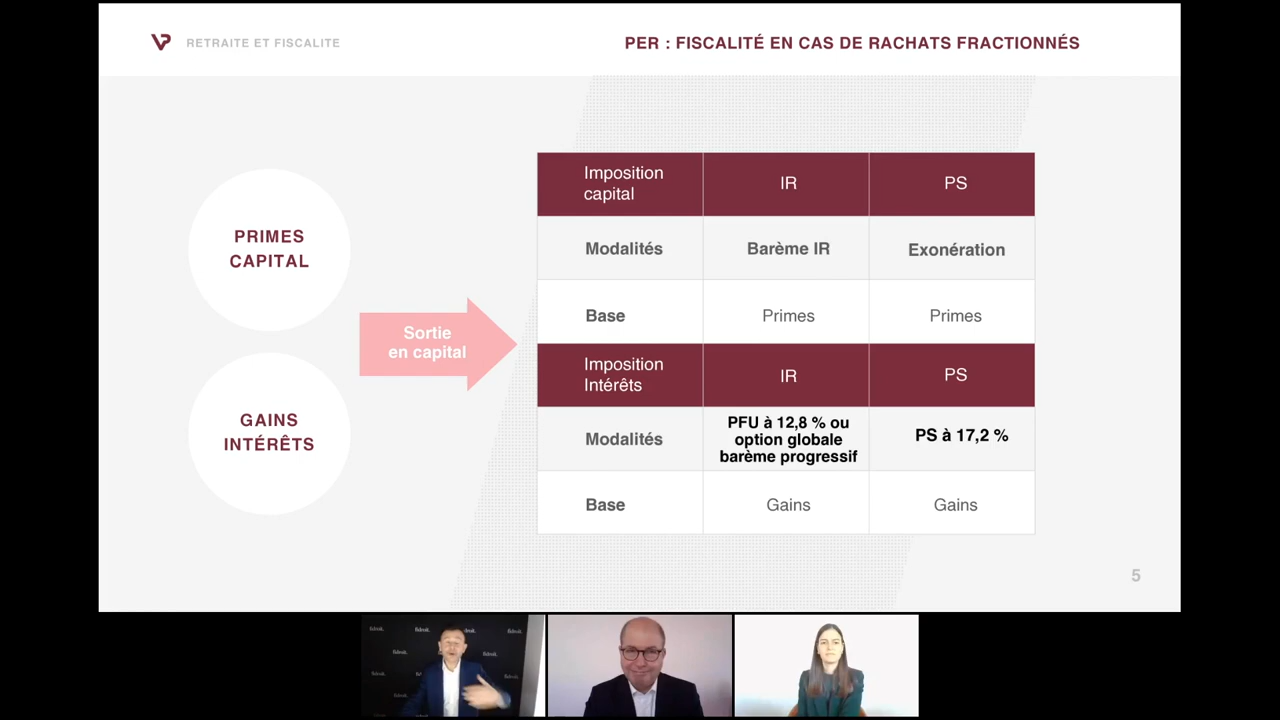 VP RETRAITE ET FISCALITE
PER : FISCALITÉ EN CAS DE RACHATS FRACTIONNÉS
PRIMES
CAPITAL
GAINS
INTÉRÊTS
Sortie
en capital
Imposition
capital
IR
PS
Modalités
Barème IR
Exonération
Base
Primes
Primes
Imposition
Intérêts
IR
PS
Modalités
PFU à 12,8 % ou
option globale
barème progressif
PS à 17,2 %
Base
Gains
Gains
5